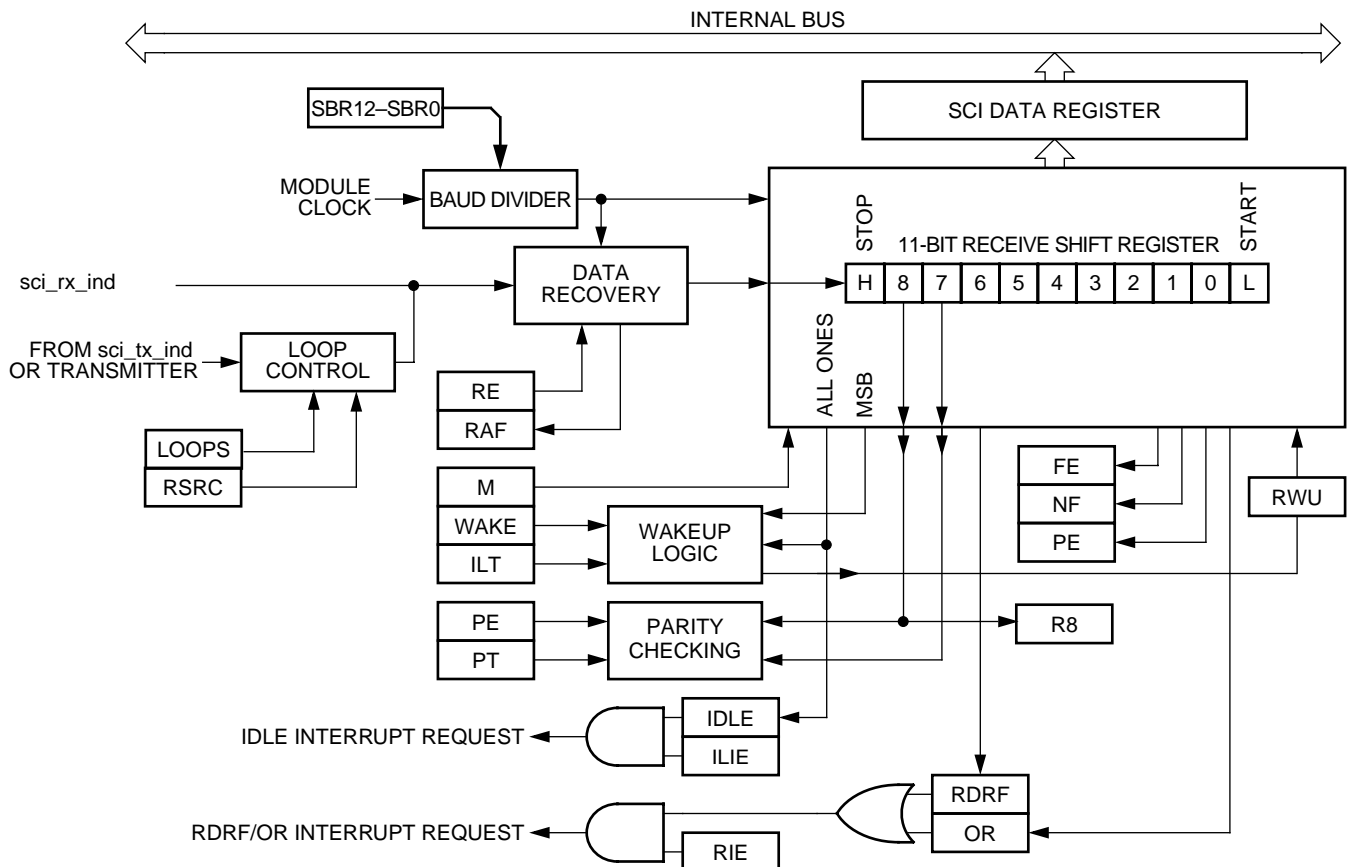 INTERNAL BUS
SBR12–SBR0
SCI DATA REGISTER
MODULE
CLOCK
BAUD DIVIDER
STOP
11-BIT RECEIVE SHIFT REGISTER
START
sci_rx_ind
DATA
RECOVERY
H 8 7 6 5 4 3 2 1 0 L
FROM sci_tx_ind
OR TRANSMITTER
LOOP
CONTROL
ALL ONES
MSB
RE
RAF
LOOPS
RSRC
M
WAKE
ILT
WAKEUP
LOGIC
FE
NF
PE
RWU
PE
PT
PARITY
CHECKING
R8
IDLE INTERRUPT REQUEST
IDLE
ILIE
RDRF/OR INTERRUPT REQUEST
RDRF
OR
RIE